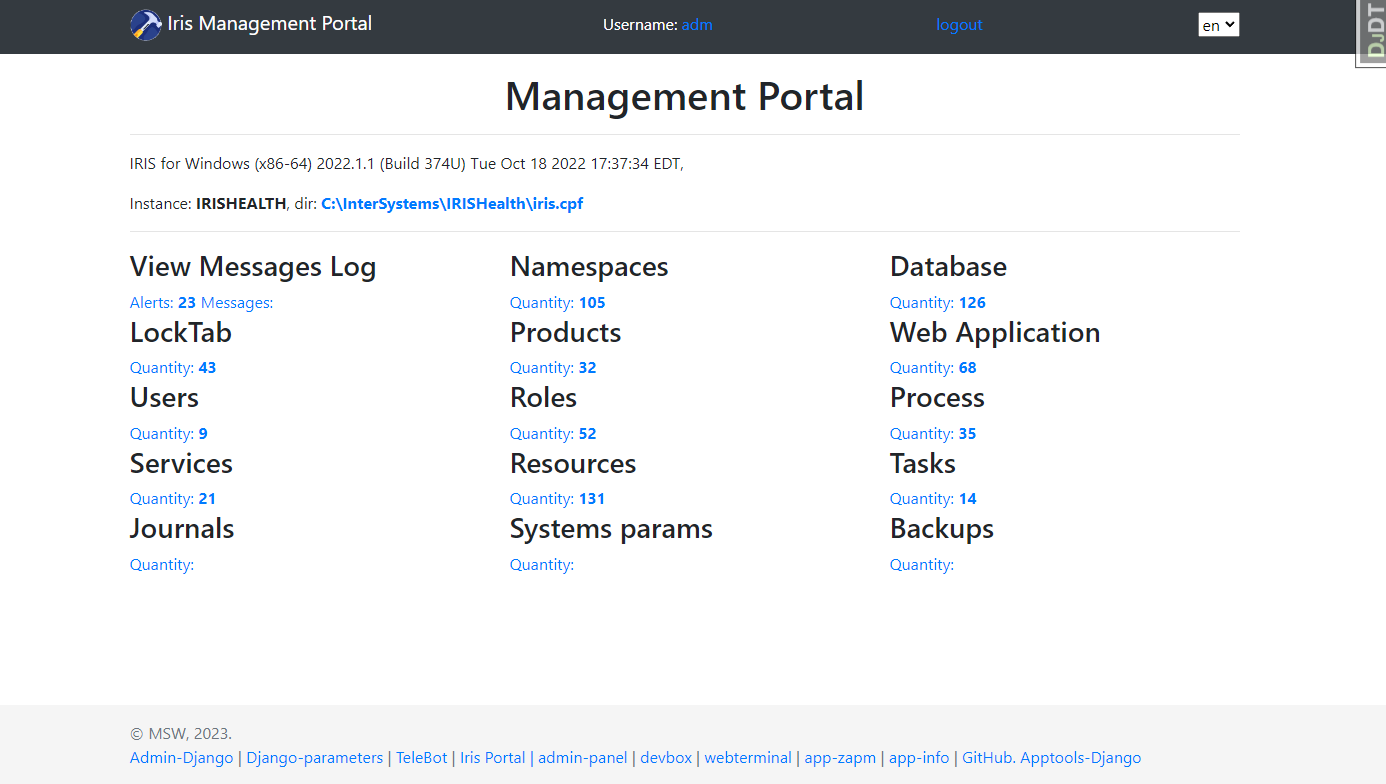 Iris Management Portal Username: adm logout en
DJDT
Management Portal
IRIS for Windows (x86-64) 2022.1.1 (Build 374U) Tue Oct 18 2022 17:37:34 EDT,
Instance: IRISHEALTH, dir: C:\InterSystems\IRISHealth\iris.cpf
View Messages Log Namespaces Database
Alerts: 23 Messages: Quantity: 105 Quantity: 126
LockTab Products Web Application
Quantity: 43 Quantity: 32 Quantity: 68
Users Roles Process
Quantity: 9 Quantity: 52 Quantity: 35
Services Resources Tasks
Quantity: 21 Quantity: 131 Quantity: 14
Journals Systems params Backups
Quantity: Quantity: Quantity:
© MSW, 2023.
Admin-Django | Django-parameters | TeleBot | Iris Portal | admin-panel | devbox | webterminal | app-zapm | app-info | GitHub. Apptools-Django